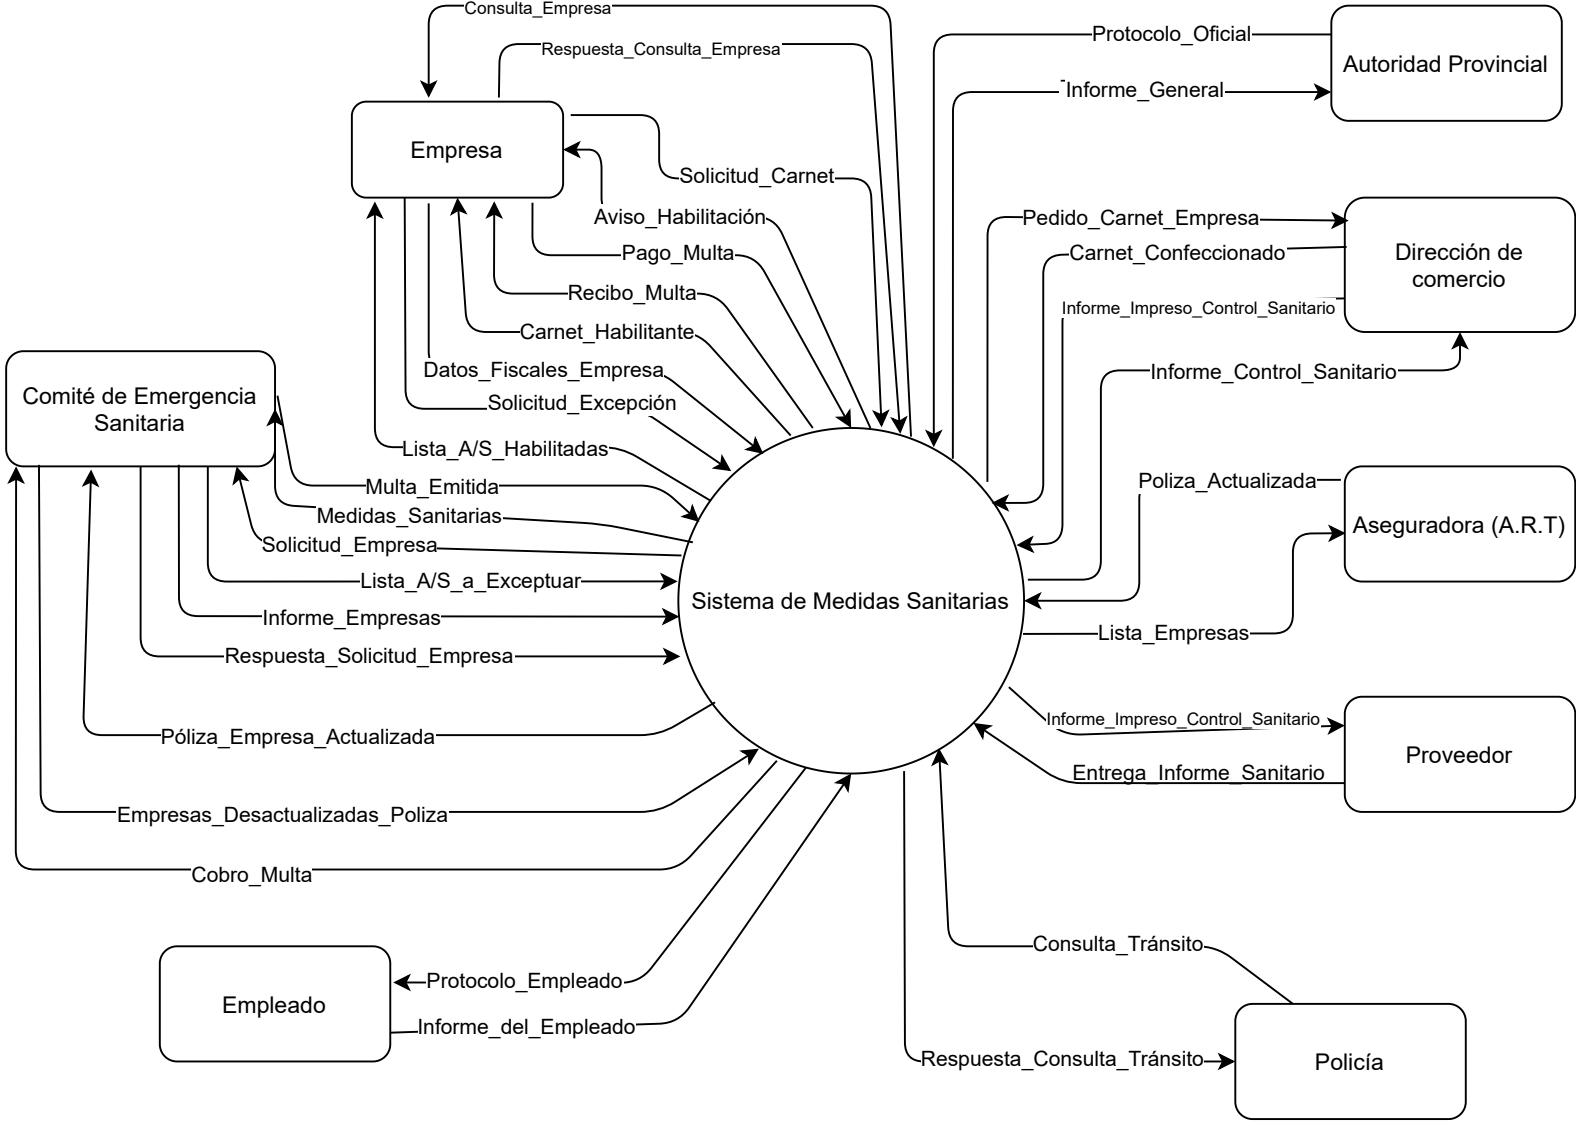 Consulta_Empresa
Respuesta_Consulta_Empresa
Protocolo_Oficial
Autoridad Provincial
Informe_General
Empresa
Solicitud_Carnet
Aviso_Habilitación
Pago_Multa
Recibo_Multa
Carnet_Habilitante
Datos_Fiscales_Empresa
Solicitud_Excepción
Lista_A/S_Habilitadas
Pedido_Carnet_Empresa
Carnet_Confeccionado
Dirección de
comercio
Informe_Impreso_Control_Sanitario
Informe_Control_Sanitario
Comité de Emergencia
Sanitaria
Multa_Emitida
Medidas_Sanitarias
Solicitud_Empresa
Lista_A/S_a_Exceptuar
Informe_Empresas
Respuesta_Solicitud_Empresa
Póliza_Empresa_Actualizada
Empresas_Desactualizadas_Poliza
Cobro_Multa
Sistema de Medidas Sanitarias
Poliza_Actualizada
Aseguradora (A.R.T)
Lista_Empresas
Informe_Impreso_Control_Sanitario
Proveedor
Entrega_Informe_Sanitario
Empleado
Protocolo_Empleado
Informe_del_Empleado
Consulta_Tránsito
Respuesta_Consulta_Tránsito
Policía